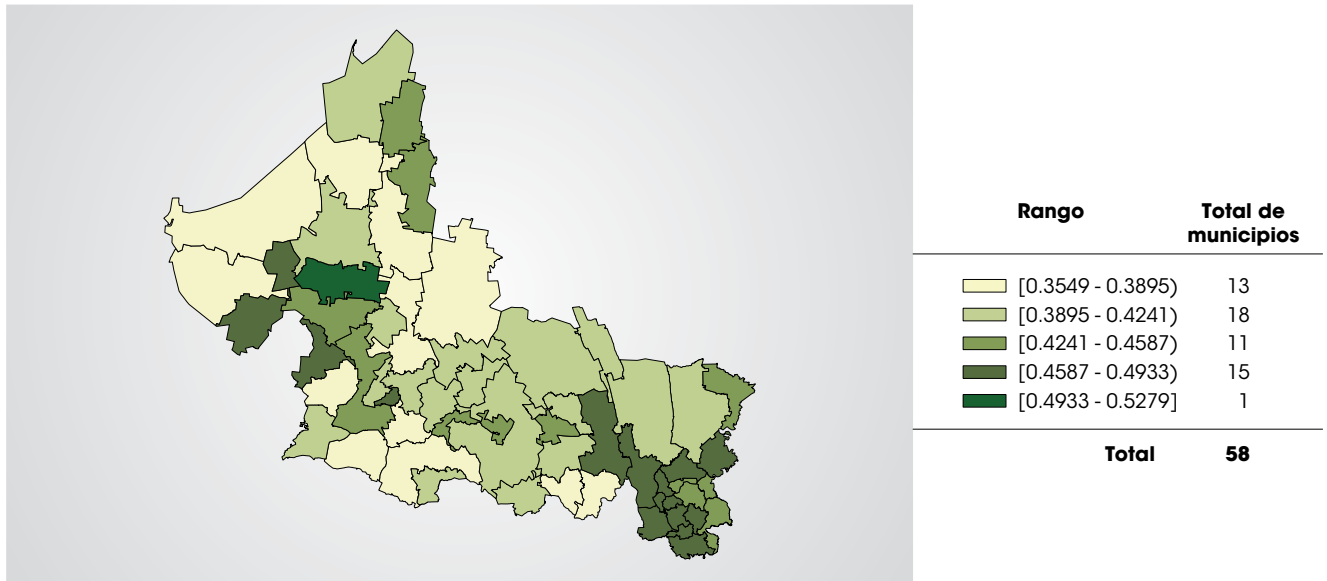 Rango Total de
municipios
[0.3549 - 0.3895) 13
[0.3895 - 0.4241) 18
[0.4241 - 0.4587) 11
[0.4587 - 0.4933) 15
[0.4933 - 0.5279] 1
Total 58